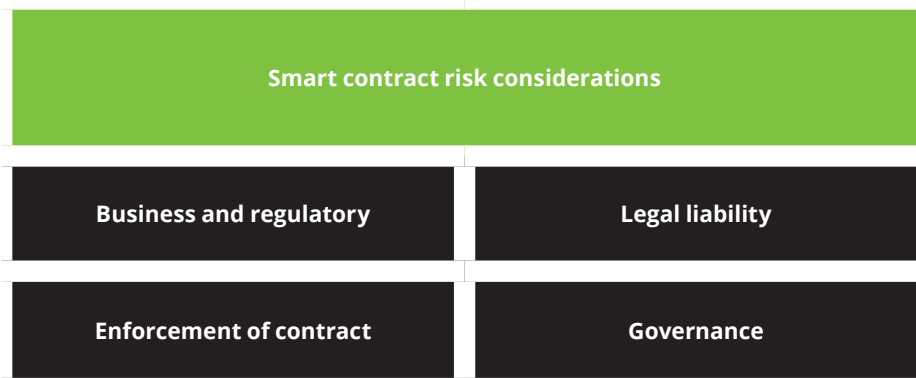 Smart contract risk considerations
Business and regulatory
Legal liability
Enforcement of contract
Governance